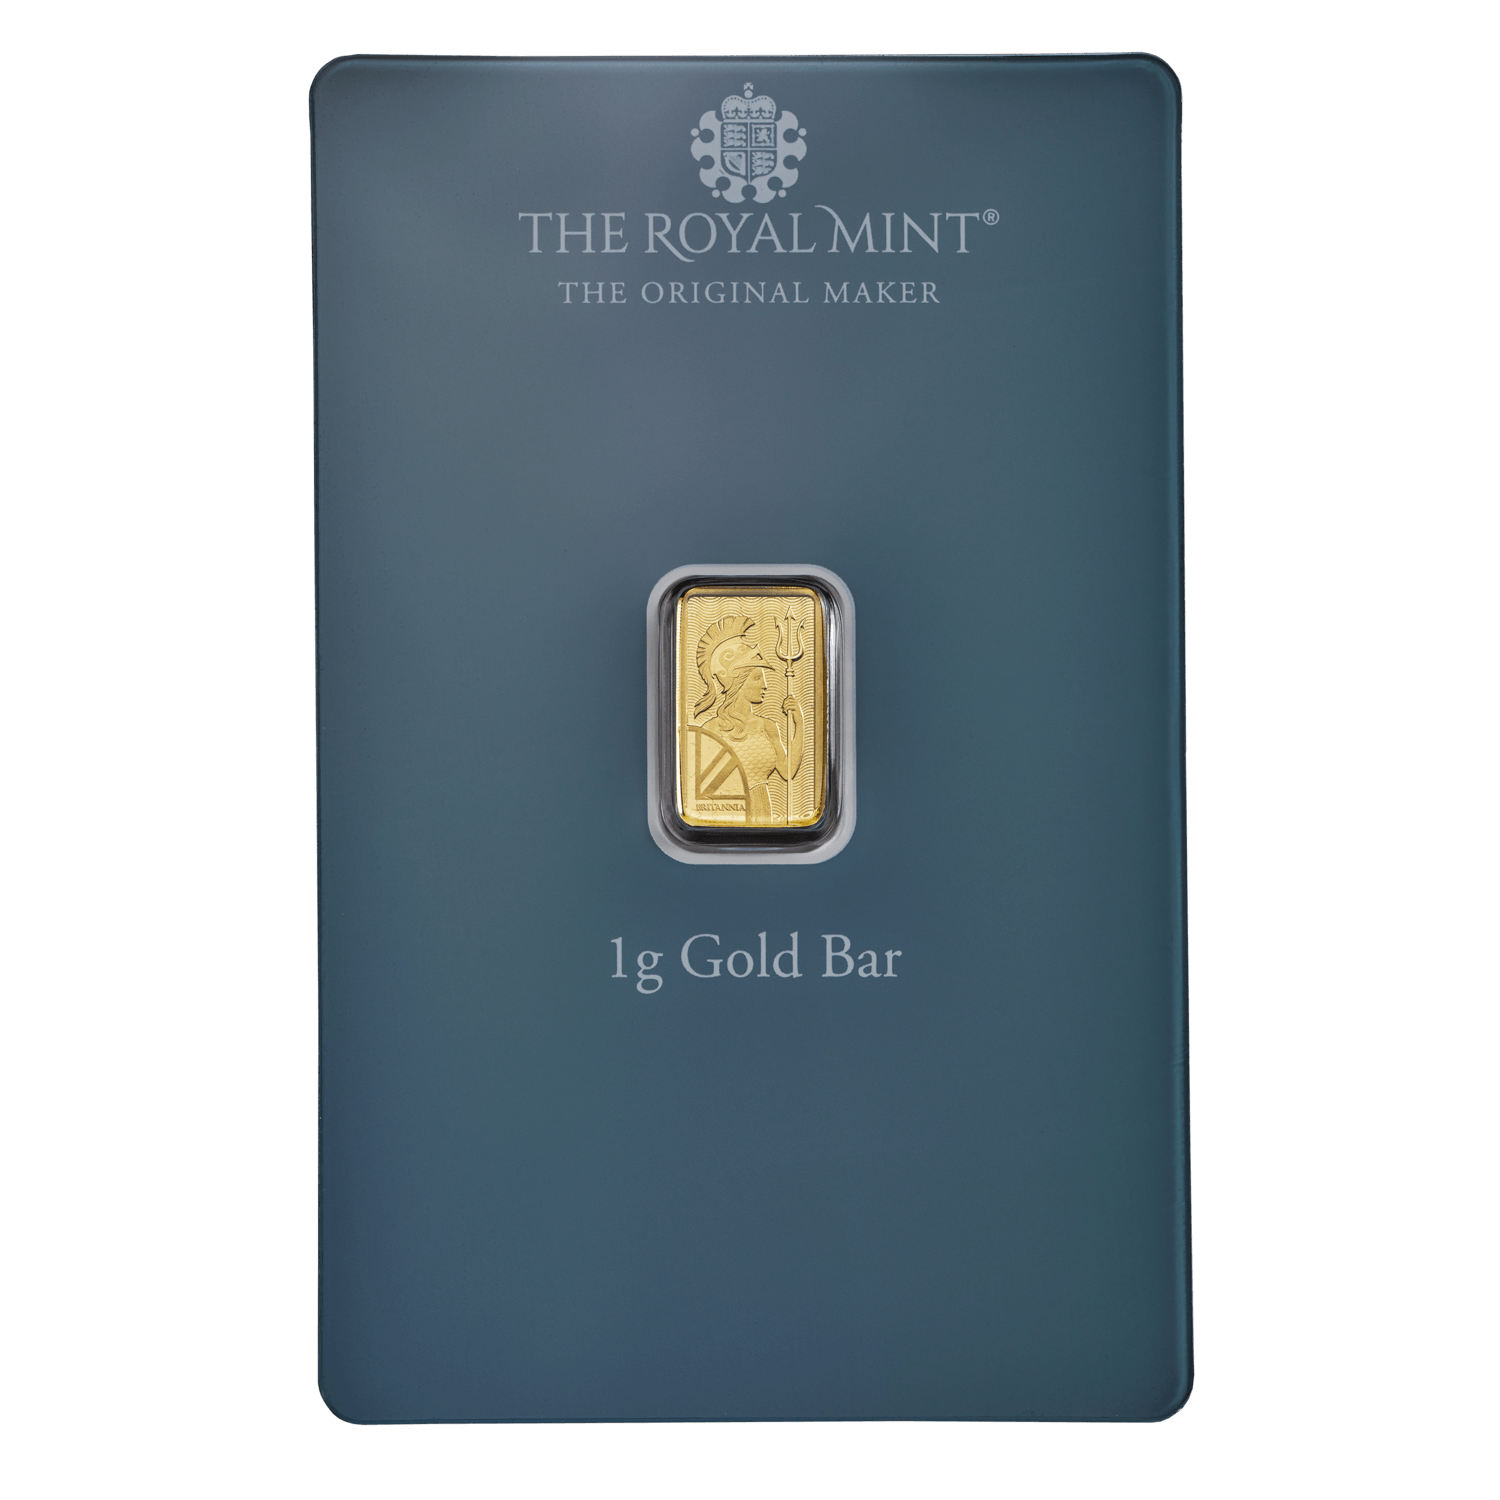 THE ROYAL MINT®
THE ORIGINAL MAKER
BRITANNIA
1g Gold Bar